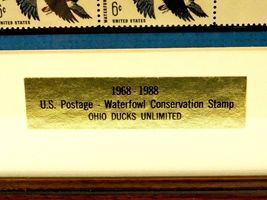 6¢
6¢
UNITED STATES
UNITED STATES
1968 - 1988
U.S. Postage - Waterfowl Conservation Stamp
OHIO DUCKS UNLIMITED